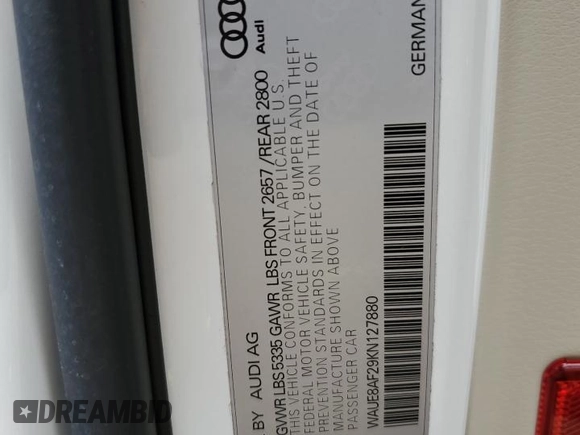 Audi
BY AUDI AG GERMAN
GVWR LBS 5335 GAWR LBS FRONT 2657 / REAR 2800
THIS VEHICLE CONFORMS TO ALL APPLICABLE U.S.
FEDERAL MOTOR VEHICLE SAFETY, BUMPER AND THEFT
PREVENTION STANDARDS IN EFFECT ON THE DATE OF
MANUFACTURE SHOWN ABOVE
PASSENGER CAR
WAUE8AF29KN127880
DREAMBID